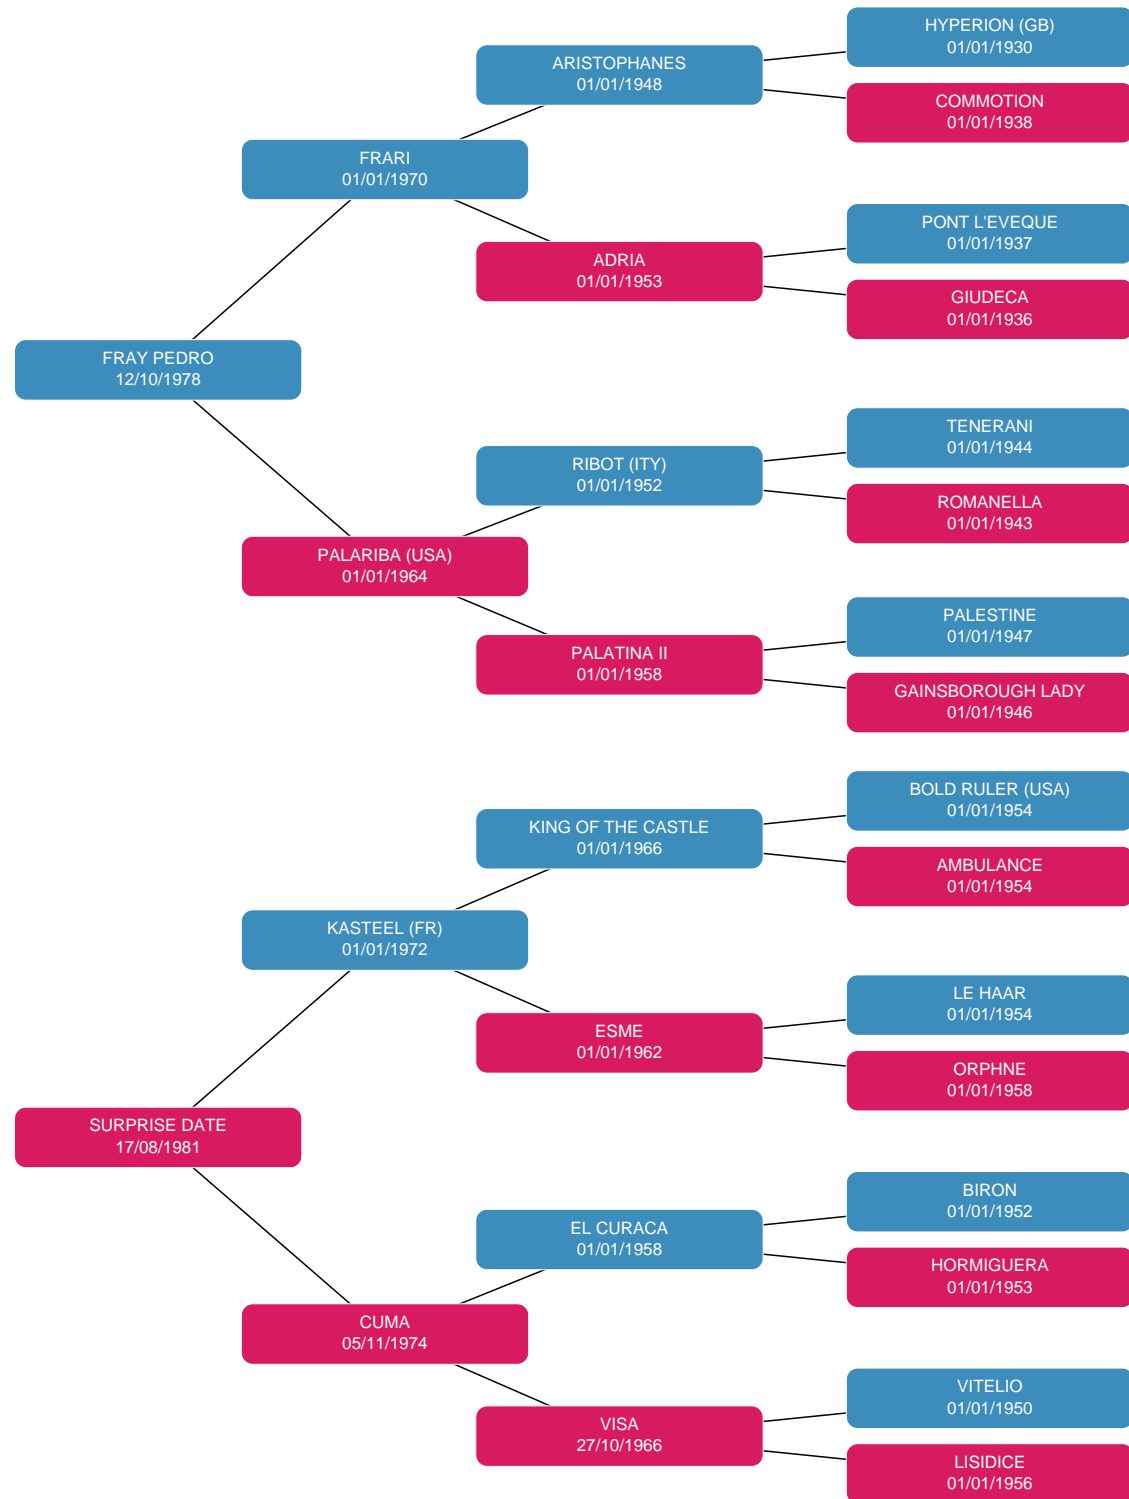 HYPERION (GB)
01/01/1930
ARISTOPHANES
01/01/1948
COMMOTION
01/01/1938
FRARI
01/01/1970
PONT L'EVEQUE
01/01/1937
ADRIA
01/01/1953
GIUDECA
01/01/1936
FRAY PEDRO
12/10/1978
TENERANI
01/01/1944
RIBOT (ITY)
01/01/1952
ROMANELLA
01/01/1943
PALARIBA (USA)
01/01/1964
PALESTINE
01/01/1947
PALATINA II
01/01/1958
GAINSBOROUGH LADY
01/01/1946
BOLD RULER (USA)
01/01/1954
KING OF THE CASTLE
01/01/1966
AMBULANCE
01/01/1954
KASTEEL (FR)
01/01/1972
LE HAAR
01/01/1954
ESME
01/01/1962
ORPHNE
01/01/1958
SURPRISE DATE
17/08/1981
BIRON
01/01/1952
EL CURACA
01/01/1958
HORMIGUERA
01/01/1953
CUMA
05/11/1974
VITELIO
01/01/1950
VISA
27/10/1966
LISIDICE
01/01/1956